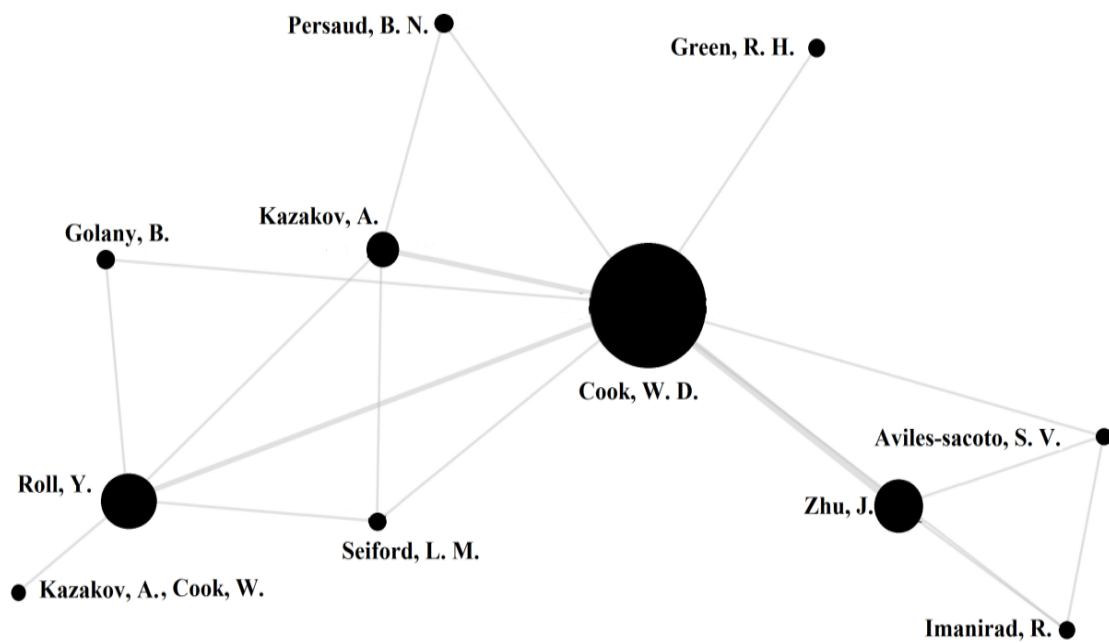 Persaud, B. N.
Green, R. H.
Kazakov, A.
Golany, B.
Cook, W. D.
Aviles-sacoto, S. V.
Roll, Y.
Zhu, J.
Seiford, L. M.
Kazakov, A., Cook, W.
Imanirad, R.